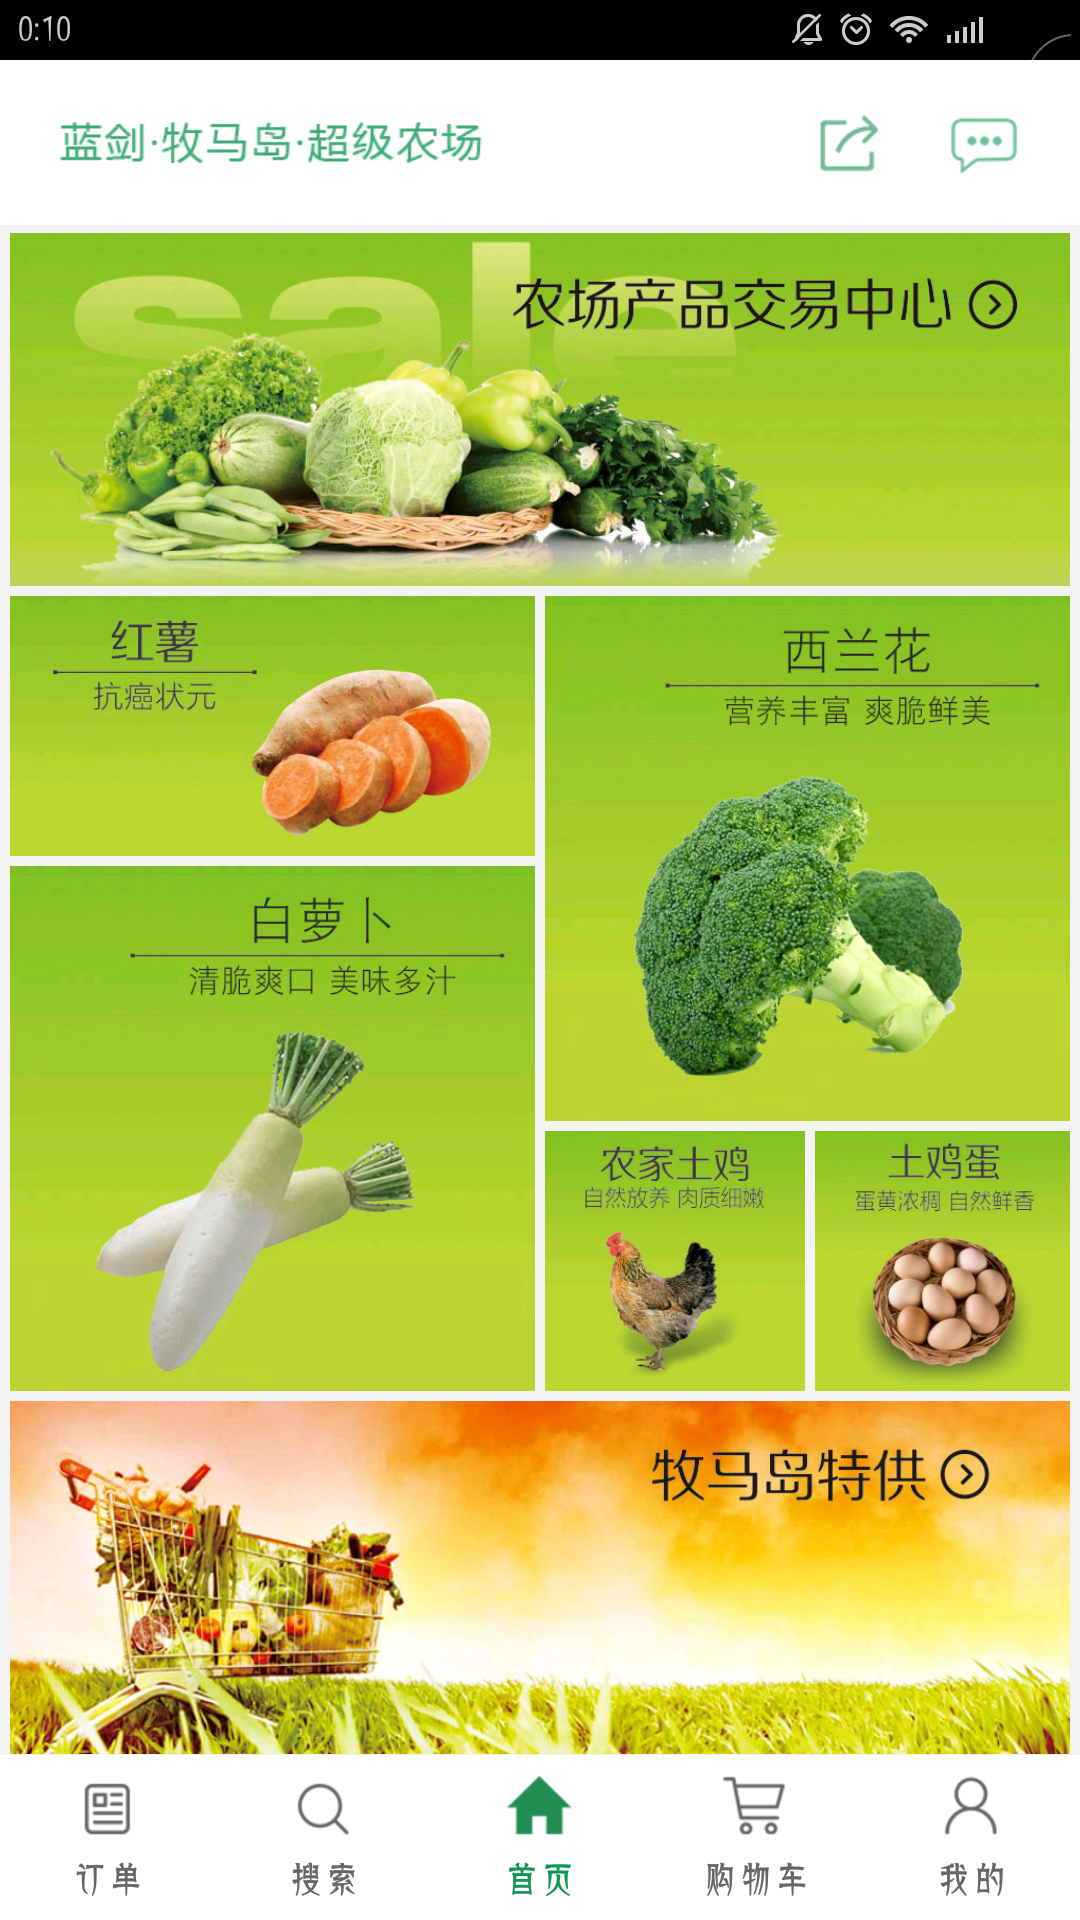 0:10
蓝剑·牧马岛·超级农场
sale
农场产品交易中心
红薯
抗癌状元
西兰花
营养丰富 爽脆鲜美
白萝卜
清脆爽口 美味多汁
农家土鸡
自然放养 肉质细嫩
土鸡蛋
蛋黄浓稠 自然鲜香
牧马岛特供
订单
搜索
首页
购物车
我的